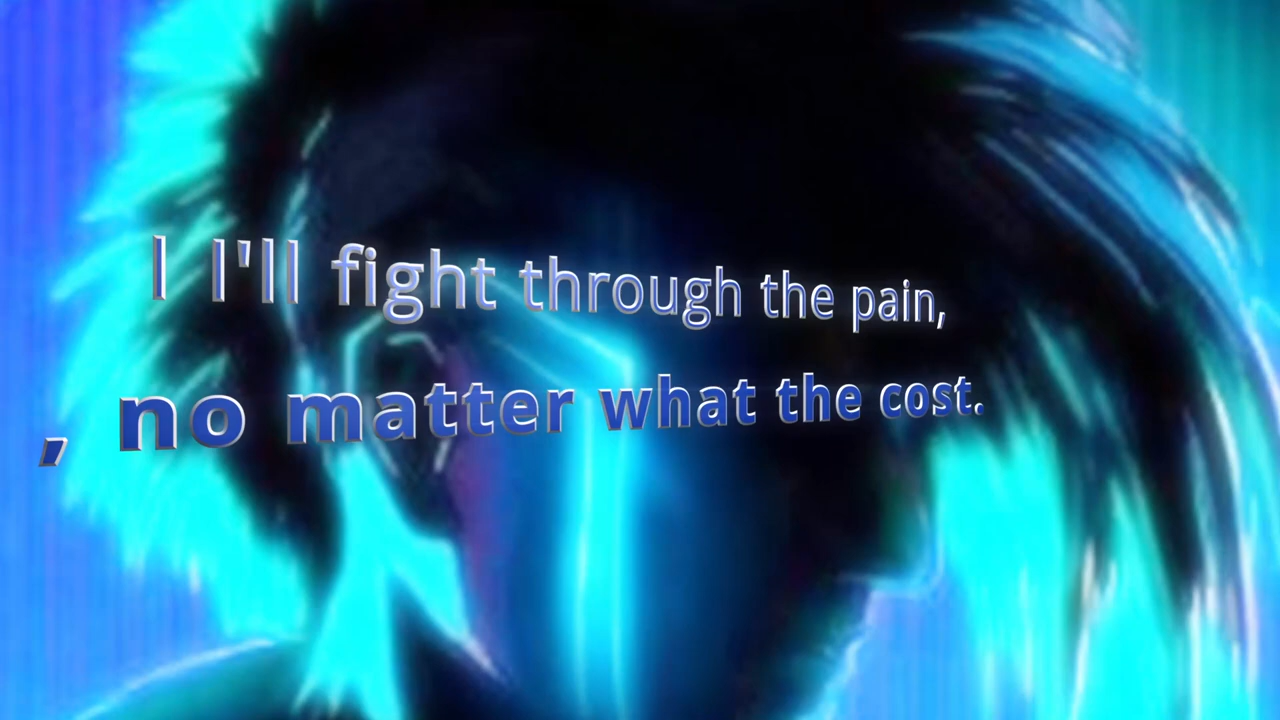 I I'll fight through the pain,
, no matter what the cost.